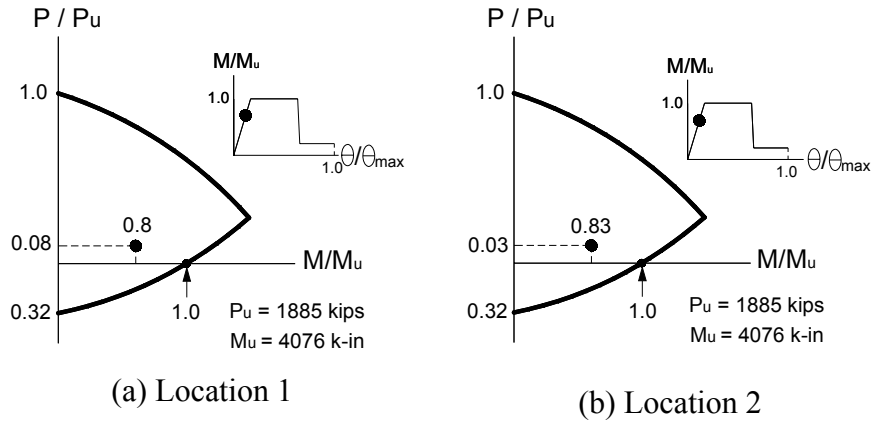 P / Pu
M/Mu
1.0
1.0
θ/θmax
1.0
0.8
0.08
M/Mu
0.32
1.0
Pu = 1885 kips
Mu = 4076 k-in
(a) Location 1
P / Pu
M/Mu
1.0
1.0
θ/θmax
1.0
0.83
0.03
M/Mu
0.32
1.0
Pu = 1885 kips
Mu = 4076 k-in
(b) Location 2